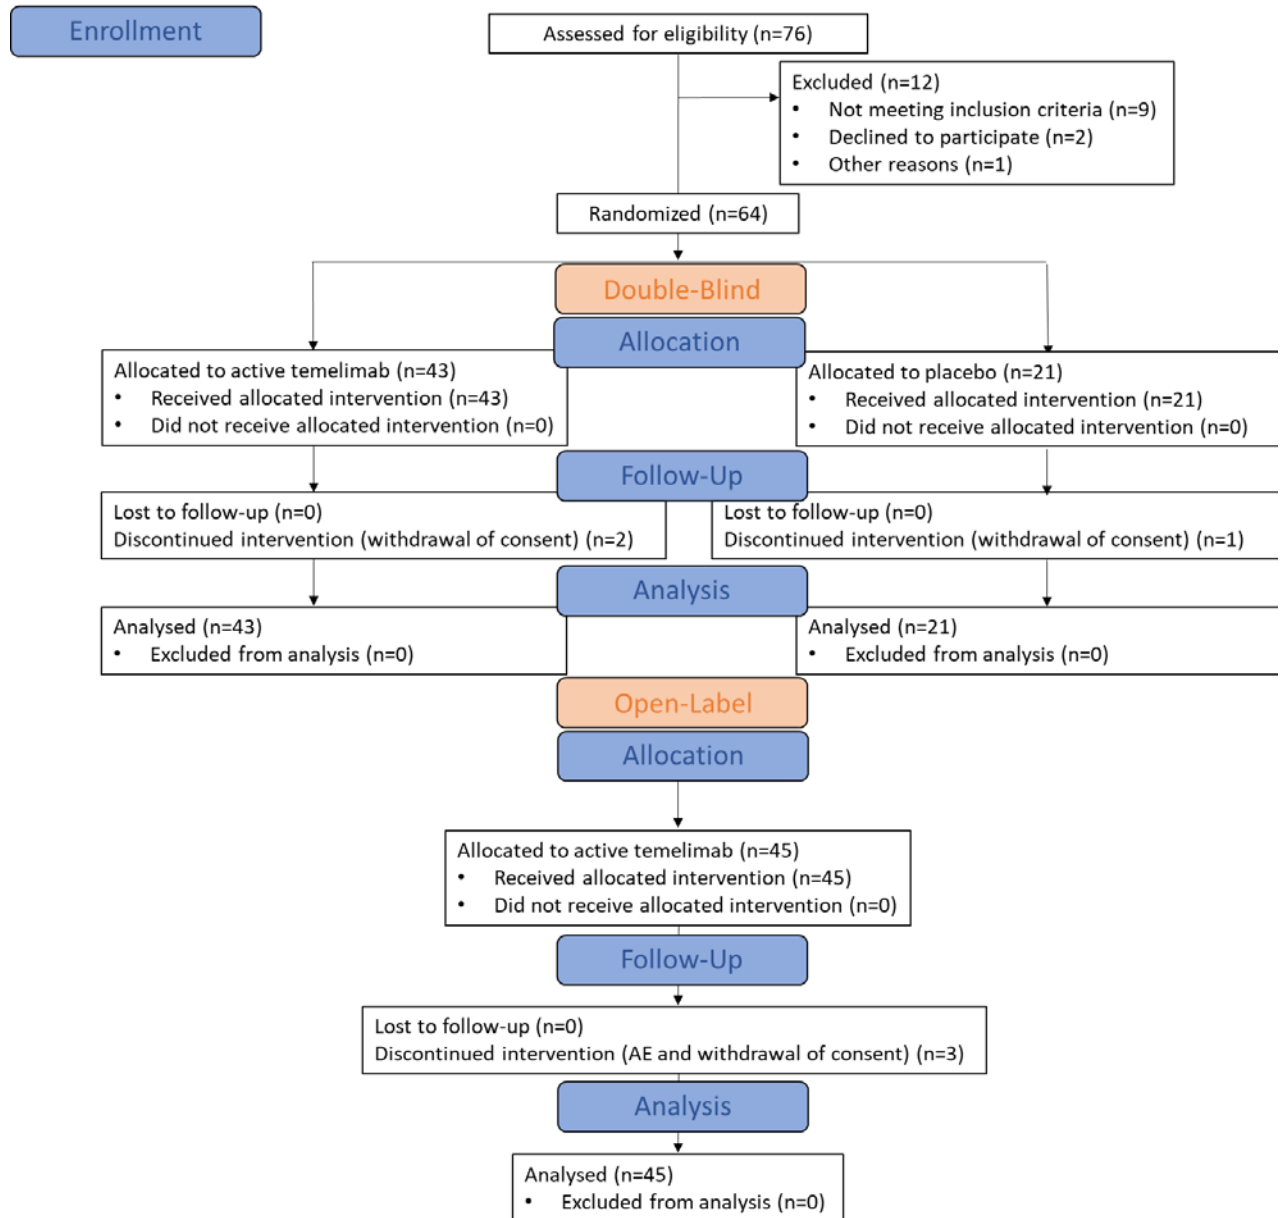 Enrollment
Assessed for eligibility (n=76)
Excluded (n=12)
• Not meeting inclusion criteria (n=9)
• Declined to participate (n=2)
• Other reasons (n=1)
Randomized (n=64)
Double-Blind
Allocation
Allocated to active temelimab (n=43)
• Received allocated intervention (n=43)
• Did not receive allocated intervention (n=0)
Allocated to placebo (n=21)
• Received allocated intervention (n=21)
• Did not receive allocated intervention (n=0)
Follow-Up
Lost to follow-up (n=0)
Discontinued intervention (withdrawal of consent) (n=2)
Lost to follow-up (n=0)
Discontinued intervention (withdrawal of consent) (n=1)
Analysis
Analysed (n=43)
• Excluded from analysis (n=0)
Analysed (n=21)
• Excluded from analysis (n=0)
Open-Label
Allocation
Allocated to active temelimab (n=45)
• Received allocated intervention (n=45)
• Did not receive allocated intervention (n=0)
Follow-Up
Lost to follow-up (n=0)
Discontinued intervention (AE and withdrawal of consent) (n=3)
Analysis
Analysed (n=45)
• Excluded from analysis (n=0)